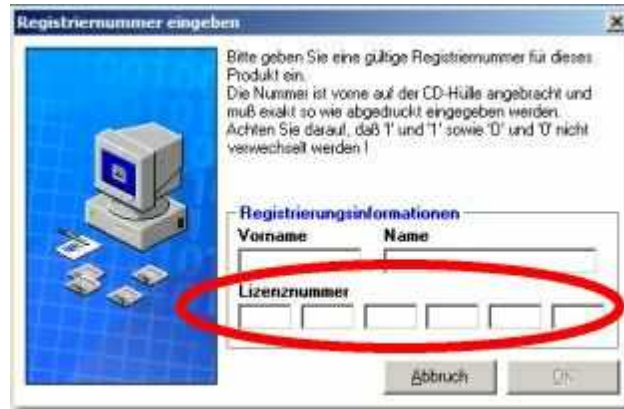 Registriernummer eingeben
Bitte geben Sie eine gültige Registriernummer für dieses
Produkt ein.
Die Nummer ist vorne auf der CD-Hülle angebracht und
muß exakt so wie abgedruckt eingegeben werden.
Achten Sie darauf, daß '1' und 'l' sowie 'O' und '0' nicht
verwechselt werden !
Registrierungsinformationen
Vorname Name
Lizenznummer
Abbruch OK